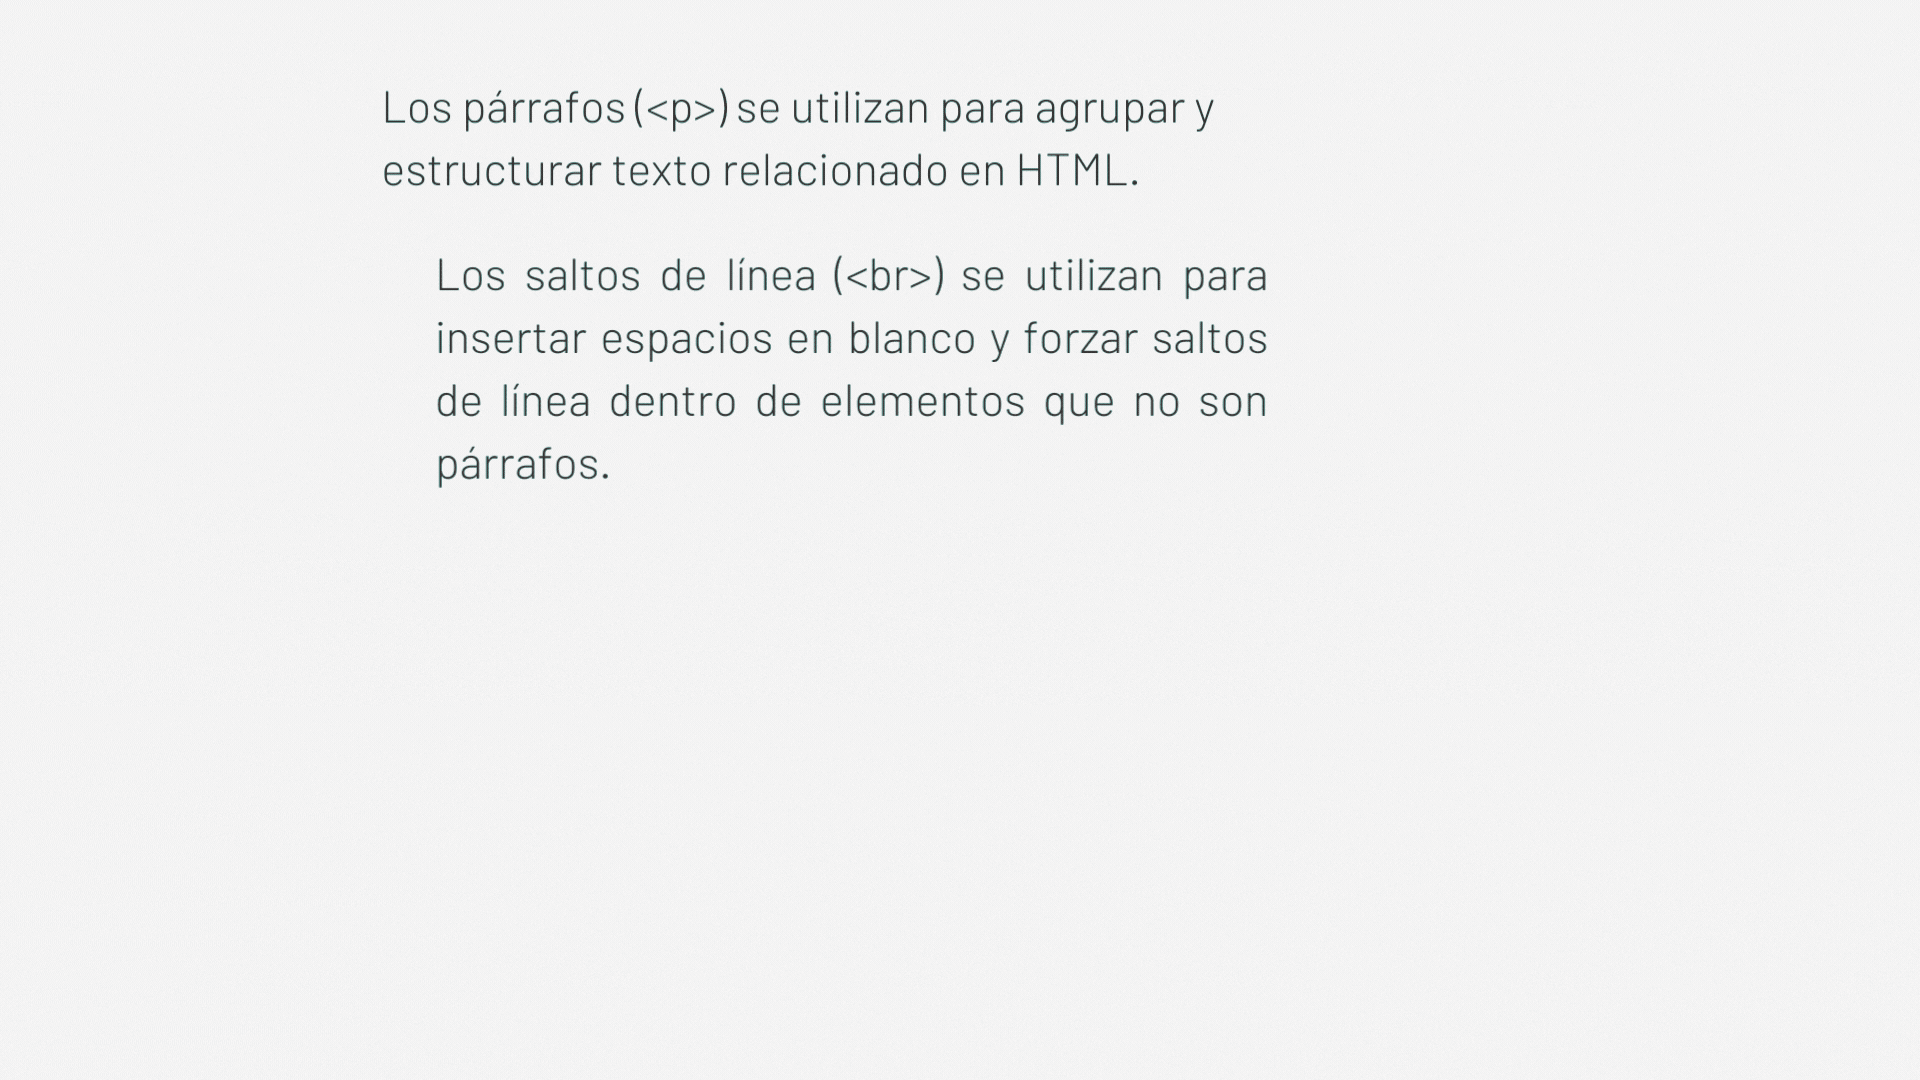 Los párrafos (<p>) se utilizan para agrupar y
estructurar texto relacionado en HTML.
Los saltos de línea (<br>) se utilizan para
insertar espacios en blanco y forzar saltos
de línea dentro de elementos que no son
párrafos.